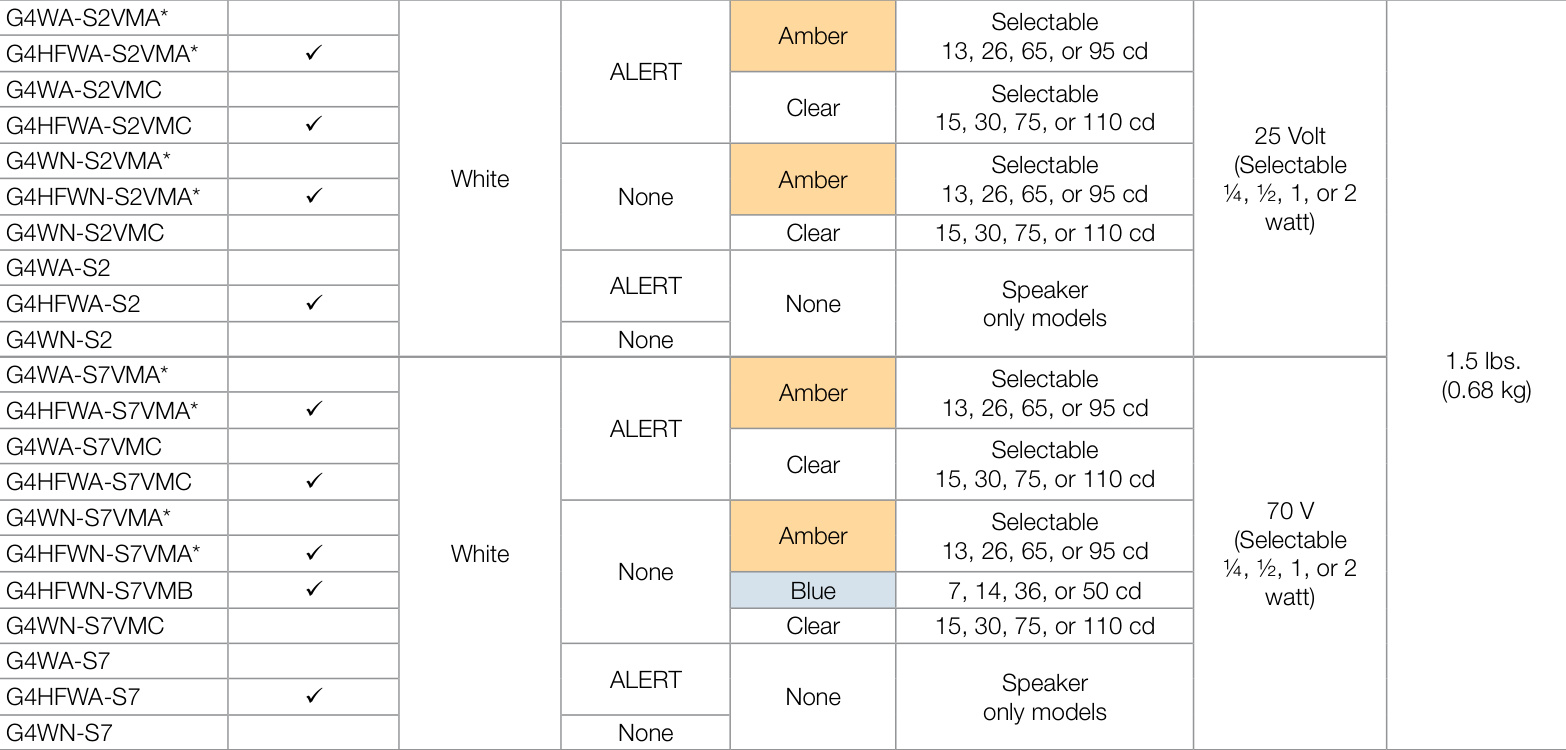 G4WA-S2VMA*
G4HFWA-S2VMA* ✓
G4WA-S2VMC
G4HFWA-S2VMC ✓
G4WN-S2VMA*
G4HFWN-S2VMA* ✓
G4WN-S2VMC
G4WA-S2
G4HFWA-S2 ✓
G4WN-S2
White
ALERT
None
ALERT
None
Amber
Clear
Amber
Clear
None
Selectable
13, 26, 65, or 95 cd
Selectable
15, 30, 75, or 110 cd
Selectable
13, 26, 65, or 95 cd
15, 30, 75, or 110 cd
Speaker
only models
25 Volt
(Selectable
¼, ½, 1, or 2
watt)
G4WA-S7VMA*
G4HFWA-S7VMA* ✓
G4WA-S7VMC
G4HFWA-S7VMC ✓
G4WN-S7VMA*
G4HFWN-S7VMA* ✓
G4HFWN-S7VMB ✓
G4WN-S7VMC
G4WA-S7
G4HFWA-S7 ✓
G4WN-S7
White
ALERT
None
ALERT
None
Amber
Clear
Amber
Blue
Clear
None
Selectable
13, 26, 65, or 95 cd
Selectable
15, 30, 75, or 110 cd
Selectable
13, 26, 65, or 95 cd
7, 14, 36, or 50 cd
15, 30, 75, or 110 cd
Speaker
only models
70 V
(Selectable
¼, ½, 1, or 2
watt)
1.5 lbs.
(0.68 kg)